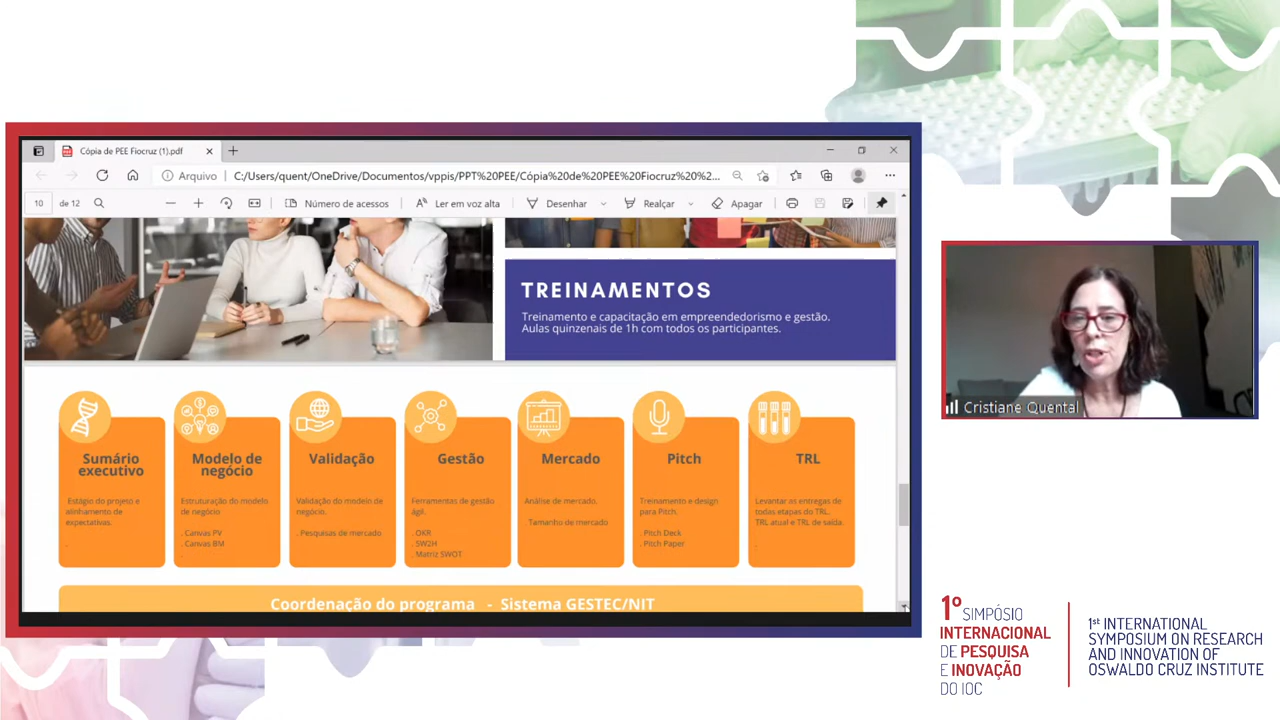 Cópia de PEE Fiocruz (1).pdf
Arquivo
C:/Users/quent/OneDrive/Documentos/vppis/PPT%20PEE/Cópia%20de%20PEE%20Fiocruz%20%2...
10 de 12
Número de acessos
Ler em voz alta
Desenhar
Realçar
Apagar
TREINAMENTOS
Treinamento e capacitação em empreendedorismo e gestão.
Aulas quinzenais de 1h com todos os participantes.
Sumário
executivo
Estágio do projeto e
alinhamento de
expectativas.
.
Modelo de
negócio
Estruturação do modelo
de negócio
. Canvas PV
. Canvas BM
Validação
Validação do modelo de
negócio.
. Pesquisas de mercado
Gestão
Ferramentas de gestão
ágil.
. OKR
. 5W2H
. Matriz SWOT
Mercado
Análise de mercado.
. Tamanho de mercado
Pitch
Treinamento e design
para Pitch.
. Pitch Deck
. Pitch Paper
TRL
Levantar as entregas de
todas etapas do TRL.
TRL atual e TRL de saída.
.
Coordenação do programa - Sistema GESTEC/NIT
Cristiane Quental
1º SIMPÓSIO
INTERNACIONAL
DE PESQUISA
E INOVAÇÃO
DO IOC
1st INTERNATIONAL
SYMPOSIUM ON RESEARCH
AND INNOVATION OF
OSWALDO CRUZ INSTITUTE